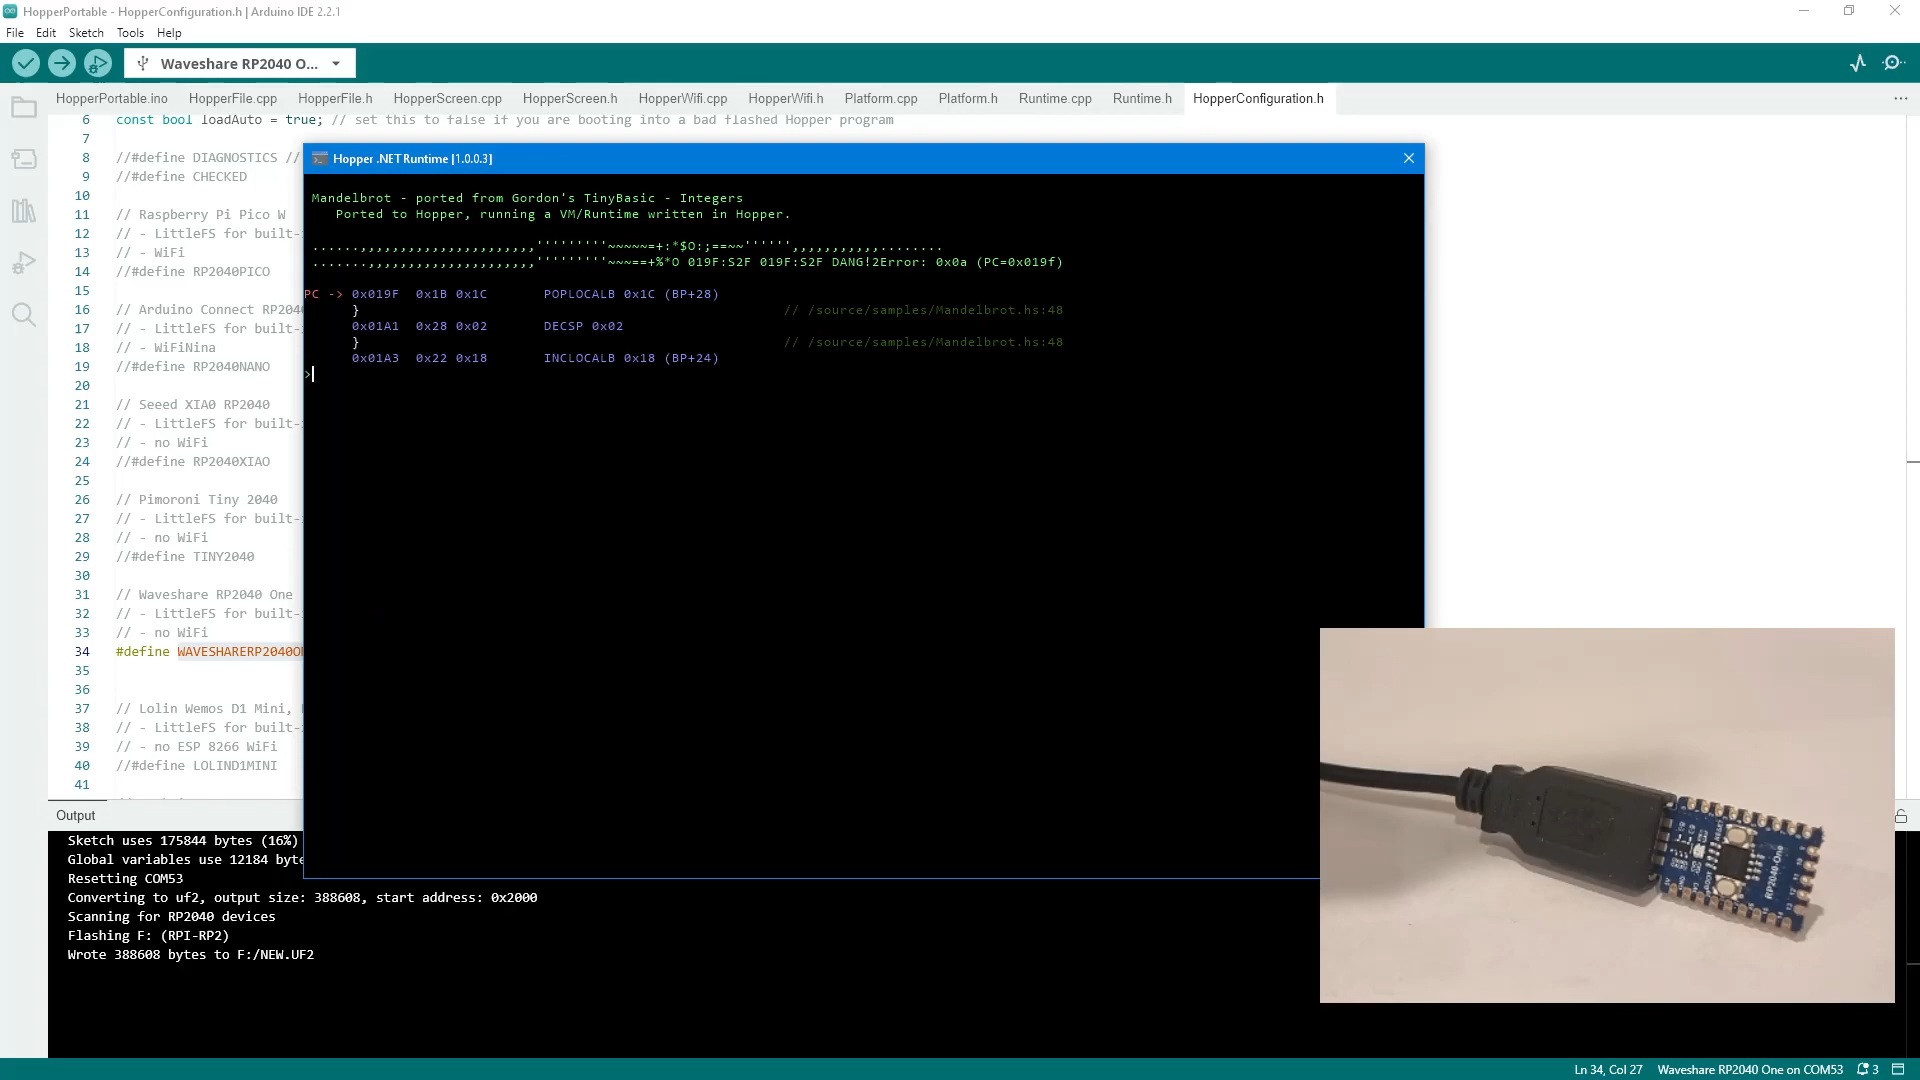 HopperPortable - HopperConfiguration.h | Arduino IDE 2.2.1
File Edit Sketch Tools Help
Waveshare RP2040 O...
HopperPortable.ino HopperFile.cpp HopperFile.h HopperScreen.cpp HopperScreen.h HopperWifi.cpp HopperWifi.h Platform.cpp Platform.h Runtime.cpp Runtime.h HopperConfiguration.h ...
6 const bool loadAuto = true; // set this to false if you are booting into a bad flashed Hopper program
7
8 //#define DIAGNOSTICS //
9 //#define CHECKED
10
11 // Raspberry Pi Pico W
12 // - LittleFS for built-
13 // - WiFi
14 //#define RP2040PICO
15
16 // Arduino Connect RP204
17 // - LittleFS for built-
18 // - WiFiNina
19 //#define RP2040NANO
20
21 // Seeed XIAO RP2040
22 // - LittleFS for built-
23 // - no WiFi
24 //#define RP2040XIAO
25
26 // Pimoroni Tiny 2040
27 // - LittleFS for built-
28 // - no WiFi
29 //#define TINY2040
30
31 // Waveshare RP2040 One
32 // - LittleFS for built-
33 // - no WiFi
34 #define WAVESHARERP2040O
35
36
37 // Lolin Wemos D1 Mini,
38 // - LittleFS for built-
39 // - no ESP 8266 WiFi
40 //#define LOLIND1MINI
41
Hopper .NET Runtime [1.0.0.3]
Mandelbrot - ported from Gordon's TinyBasic - Integers
Ported to Hopper, running a VM/Runtime written in Hopper.
......,,,,,,,,,,,,,,,,,,,,,,'''''''''~~~~~=+:*$O:;==~~'''''',,,,,,,,,,,........
.......,,,,,,,,,,,,,,,,,,,,,'''''''''~~~==+%*O 019F:S2F 019F:S2F DANG!2Error: 0x0a (PC=0x019f)
PC -> 0x019F 0x1B 0x1C POPLOCALB 0x1C (BP+28)
} // /source/samples/Mandelbrot.hs:48
0x01A1 0x28 0x02 DECSP 0x02
} // /source/samples/Mandelbrot.hs:48
0x01A3 0x22 0x18 INCLOCALB 0x18 (BP+24)
>
Output
Sketch uses 175844 bytes (16%)
Global variables use 12184 byte
Resetting COM53
Converting to uf2, output size: 388608, start address: 0x2000
Scanning for RP2040 devices
Flashing F: (RPI-RP2)
Wrote 388608 bytes to F:/NEW.UF2
RP2040-One
Ln 34, Col 27 Waveshare RP2040 One on COM53 3